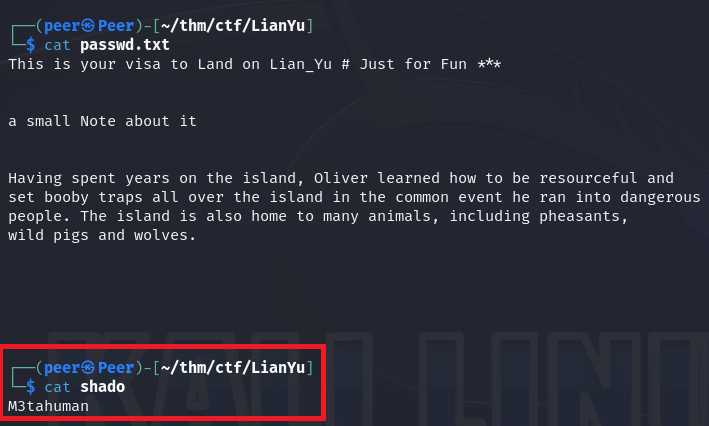 ┌──(peer㉿Peer)-[~/thm/ctf/LianYu]
└─$ cat passwd.txt
This is your visa to Land on Lian_Yu # Just for Fun ***
a small Note about it
Having spent years on the island, Oliver learned how to be resourceful and
set booby traps all over the island in the common event he ran into dangerous
people. The island is also home to many animals, including pheasants,
wild pigs and wolves.
┌──(peer㉿Peer)-[~/thm/ctf/LianYu]
└─$ cat shado
M3tahuman
KALI LINU